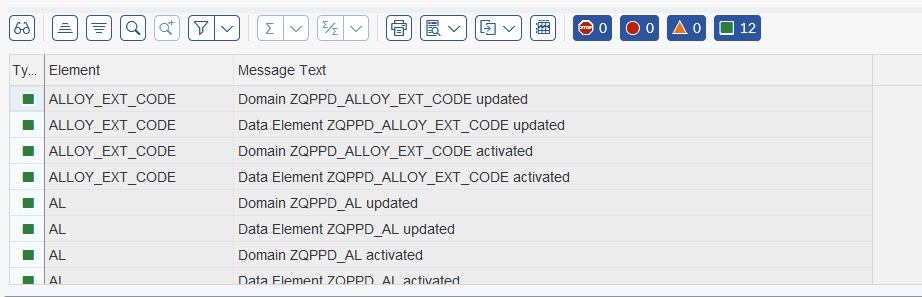 STOP 0 0 0 12
Ty... Element Message Text
ALLOY_EXT_CODE Domain ZQPPD_ALLOY_EXT_CODE updated
ALLOY_EXT_CODE Data Element ZQPPD_ALLOY_EXT_CODE updated
ALLOY_EXT_CODE Domain ZQPPD_ALLOY_EXT_CODE activated
ALLOY_EXT_CODE Data Element ZQPPD_ALLOY_EXT_CODE activated
AL Domain ZQPPD_AL updated
AL Data Element ZQPPD_AL updated
AL Domain ZQPPD_AL activated
AL Data Element ZQPPD_AL activated